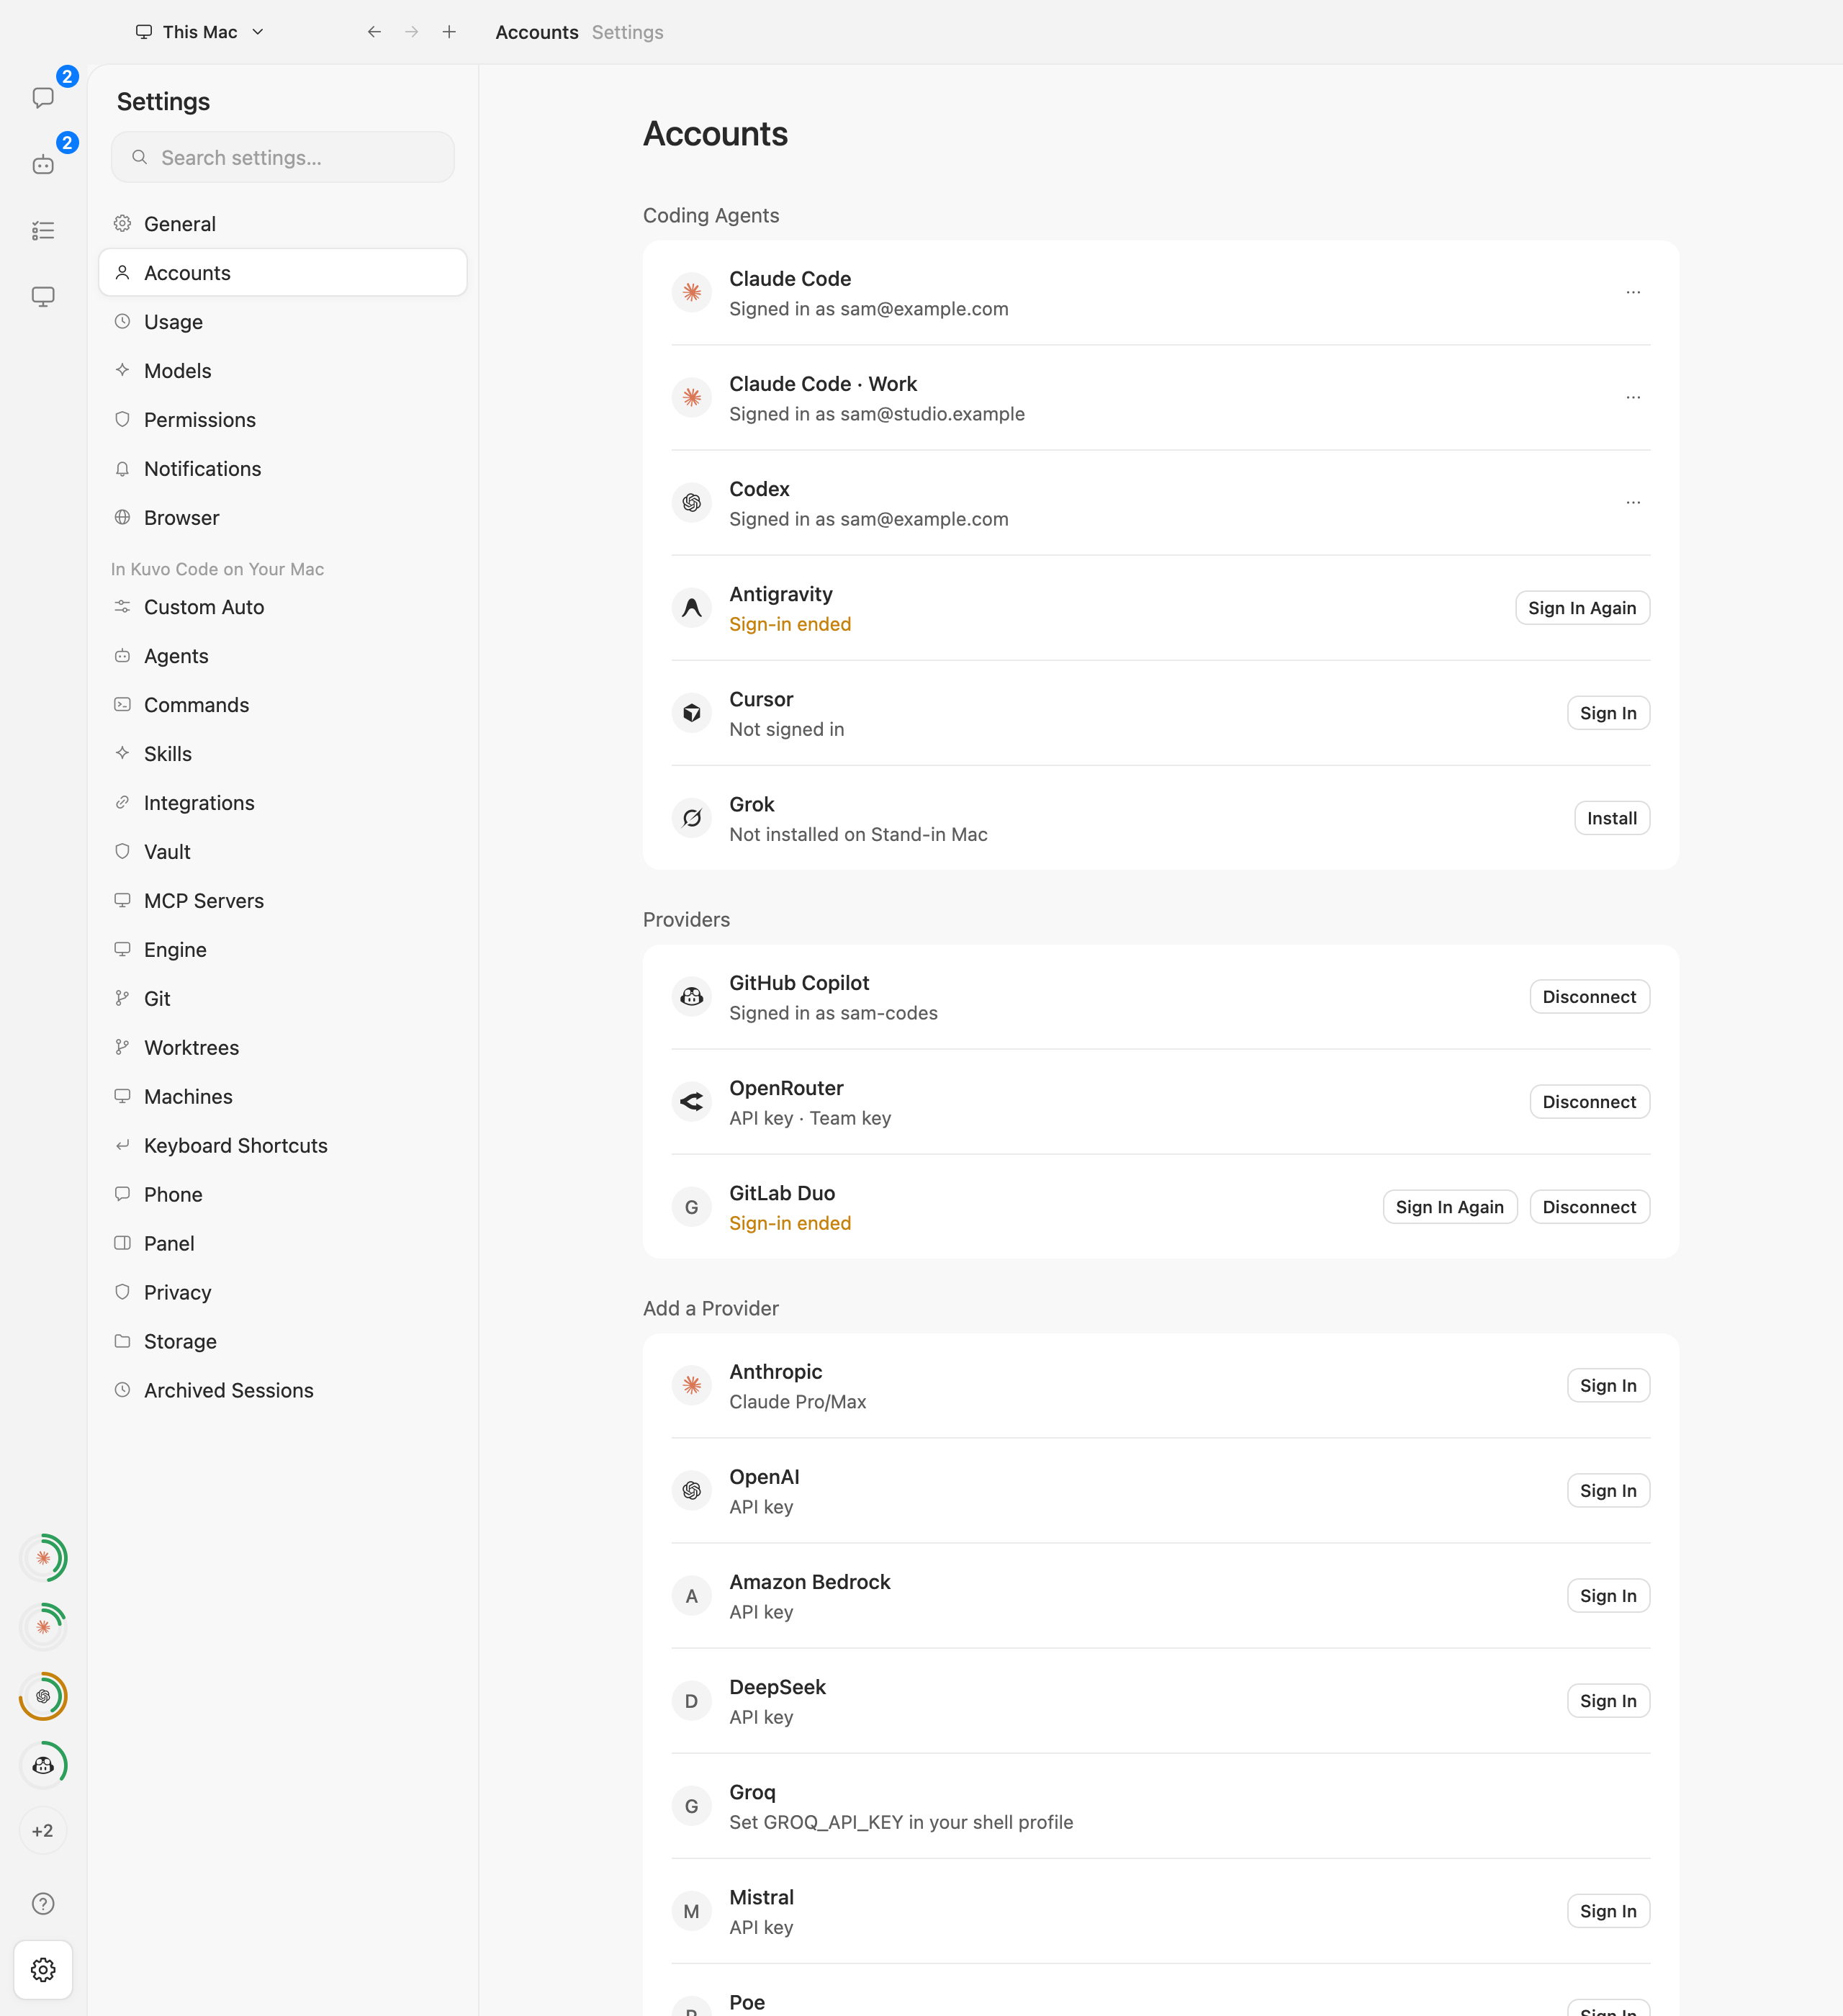 This Mac
Accounts Settings
2
2
+2
Settings
Search settings...
General
Accounts
Usage
Models
Permissions
Notifications
Browser
In Kuvo Code on Your Mac
Custom Auto
Agents
Commands
Skills
Integrations
Vault
MCP Servers
Engine
Git
Worktrees
Machines
Keyboard Shortcuts
Phone
Panel
Privacy
Storage
Archived Sessions
Accounts
Coding Agents
Claude Code
Signed in as sam@example.com
Claude Code · Work
Signed in as sam@studio.example
Codex
Signed in as sam@example.com
Antigravity
Sign-in ended
Sign In Again
Cursor
Not signed in
Sign In
Grok
Not installed on Stand-in Mac
Install
Providers
GitHub Copilot
Signed in as sam-codes
Disconnect
OpenRouter
API key · Team key
Disconnect
G
GitLab Duo
Sign-in ended
Sign In Again
Disconnect
Add a Provider
Anthropic
Claude Pro/Max
Sign In
OpenAI
API key
Sign In
A
Amazon Bedrock
API key
Sign In
D
DeepSeek
API key
Sign In
G
Groq
Set GROQ_API_KEY in your shell profile
M
Mistral
API key
Sign In
Poe
Sign In